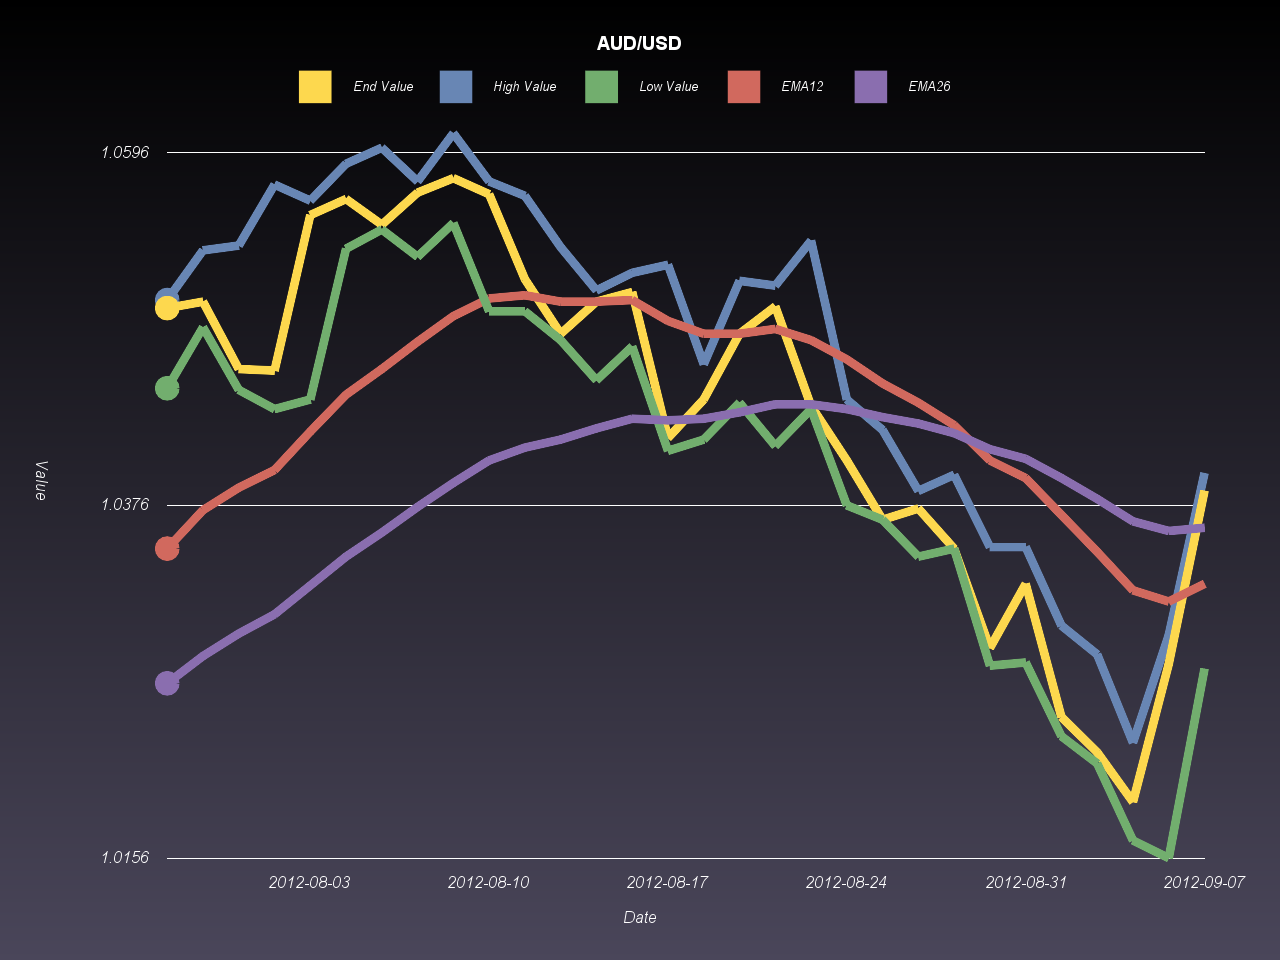 AUD/USD
End Value
High Value
Low Value
EMA12
EMA26
1.0596
1.0376
1.0156
Value
2012-08-03
2012-08-10
2012-08-17
2012-08-24
2012-08-31
2012-09-07
Date